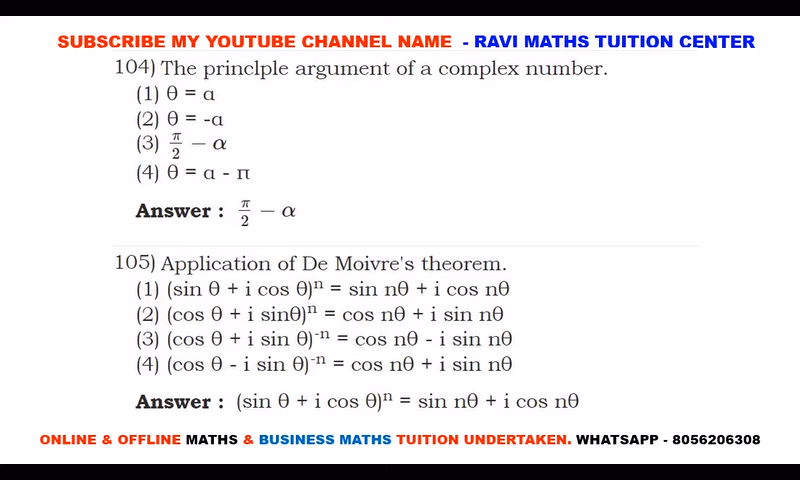 SUBSCRIBE MY YOUTUBE CHANNEL NAME - RAVI MATHS TUITION CENTER
104) The princlple argument of a complex number.
(1) θ = α
(2) θ = -α
(3) π/2 − α
(4) θ = α - π
Answer : π/2 − α
105) Application of De Moivre's theorem.
(1) (sin θ + i cos θ)ⁿ = sin nθ + i cos nθ
(2) (cos θ + i sinθ)ⁿ = cos nθ + i sin nθ
(3) (cos θ + i sin θ)⁻ⁿ = cos nθ - i sin nθ
(4) (cos θ - i sin θ)⁻ⁿ = cos nθ + i sin nθ
Answer : (sin θ + i cos θ)ⁿ = sin nθ + i cos nθ
ONLINE & OFFLINE MATHS & BUSINESS MATHS TUITION UNDERTAKEN. WHATSAPP - 8056206308